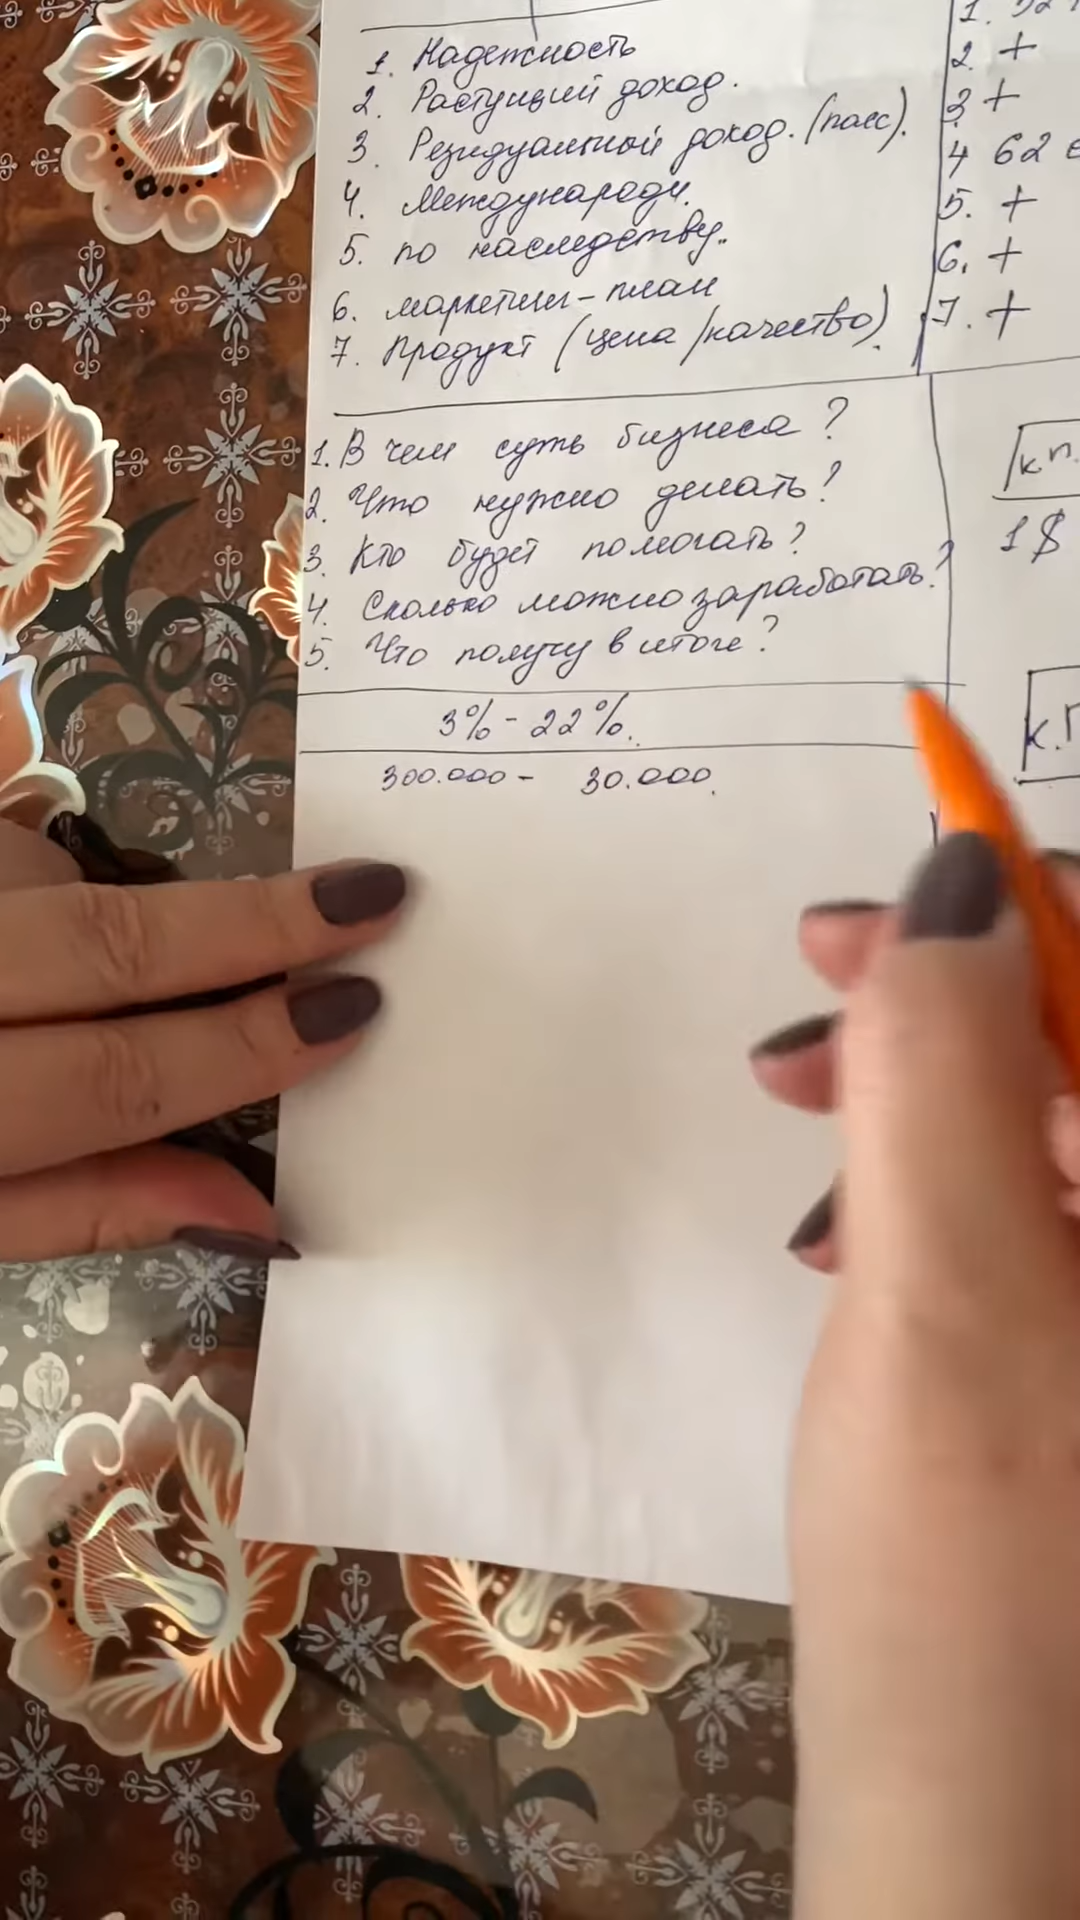 1. Надежность
2. Растущий доход.
3. Резидуальный доход. (пасс).
4. Международн.
5. по наследству.
6. маркетинг-план
7. Продукт (цена/качество).
1.
2. +
3 +
4 62
5. +
6. +
7. +
1. В чем суть бизнеса?
2. Что нужно делать?
3. Кто будет помогать?
4. Сколько можно заработать?
5. Что получу в итоге?
к.п.
1 $
к.п
3% - 22%.
300.000 - 30.000.